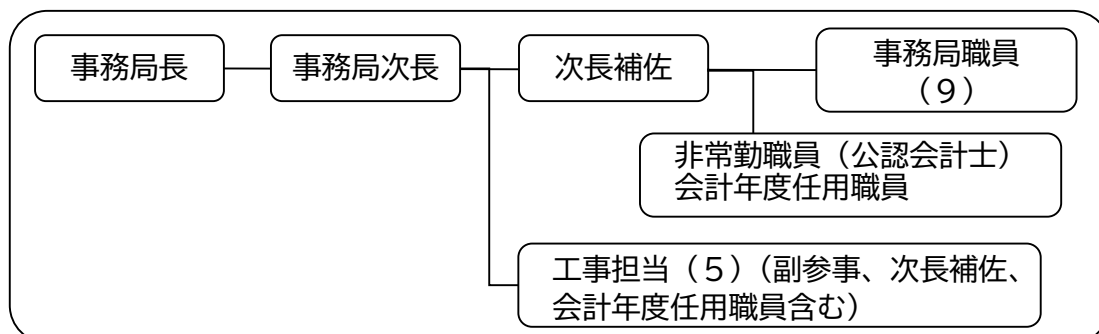 事務局長
事務局次長
次長補佐
事務局職員
（９）
非常勤職員（公認会計士）
会計年度任用職員
工事担当（５）（副参事、次長補佐、
会計年度任用職員含む）